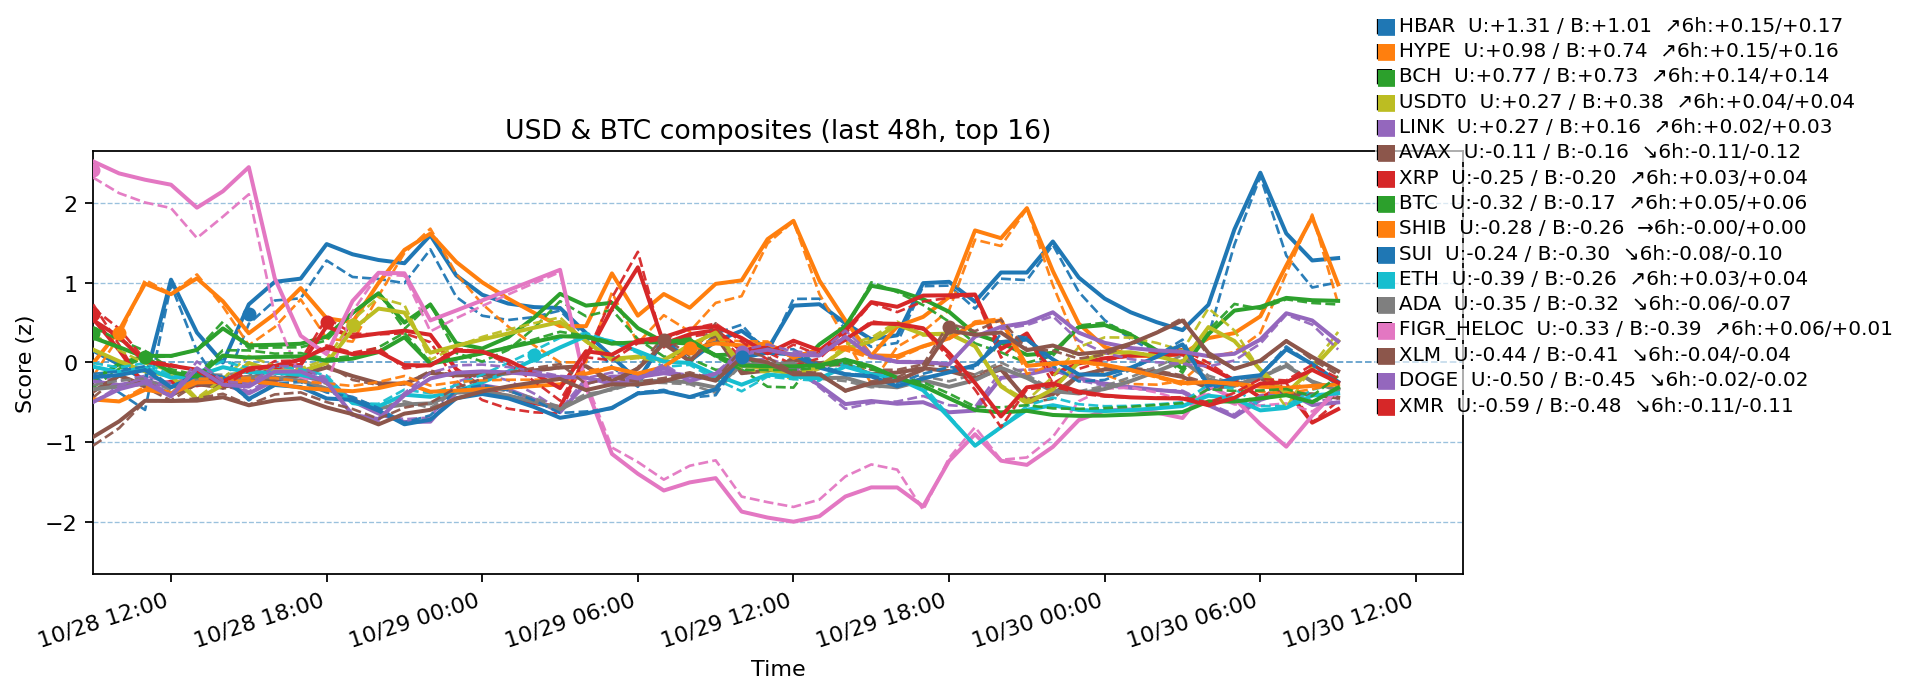 HBAR  U:+1.31 / B:+1.01  ↗6h:+0.15/+0.17
HYPE  U:+0.98 / B:+0.74  ↗6h:+0.15/+0.16
BCH  U:+0.77 / B:+0.73  ↗6h:+0.14/+0.14
USDT0  U:+0.27 / B:+0.38  ↗6h:+0.04/+0.04
LINK  U:+0.27 / B:+0.16  ↗6h:+0.02/+0.03
AVAX  U:-0.11 / B:-0.16  ↘6h:-0.11/-0.12
XRP  U:-0.25 / B:-0.20  ↗6h:+0.03/+0.04
BTC  U:-0.32 / B:-0.17  ↗6h:+0.05/+0.06
SHIB  U:-0.28 / B:-0.26  →6h:-0.00/+0.00
SUI  U:-0.24 / B:-0.30  ↘6h:-0.08/-0.10
ETH  U:-0.39 / B:-0.26  ↗6h:+0.03/+0.04
ADA  U:-0.35 / B:-0.32  ↘6h:-0.06/-0.07
FIGR_HELOC  U:-0.33 / B:-0.39  ↗6h:+0.06/+0.01
XLM  U:-0.44 / B:-0.41  ↘6h:-0.04/-0.04
DOGE  U:-0.50 / B:-0.45  ↘6h:-0.02/-0.02
XMR  U:-0.59 / B:-0.48  ↘6h:-0.11/-0.11
USD & BTC composites (last 48h, top 16)
Score (z)
2
1
0
−1
−2
10/28 12:00
10/28 18:00
10/29 00:00
10/29 06:00
10/29 12:00
10/29 18:00
10/30 00:00
10/30 06:00
10/30 12:00
Time